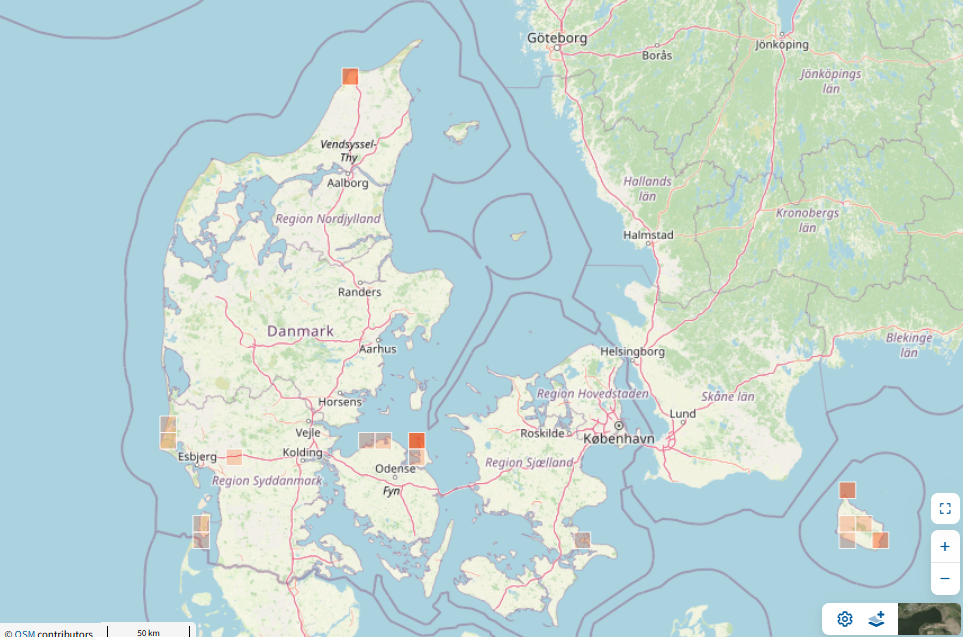 Göteborg
Borås
Jönköping
Jönköpings
län
Vendsyssel-
Thy
Aalborg
Hallands
län
Region Nordjylland
Kronobergs
län
Halmstad
Randers
Danmark
Aarhus
Helsingborg
Blekinge
län
Region Hovedstaden
Skåne län
Horsens
Lund
Vejle
Roskilde
København
Esbjerg
Kolding
Odense
Region Sjælland
Region Syddanmark
Fyn
+
−
© OSM contributors
50 km